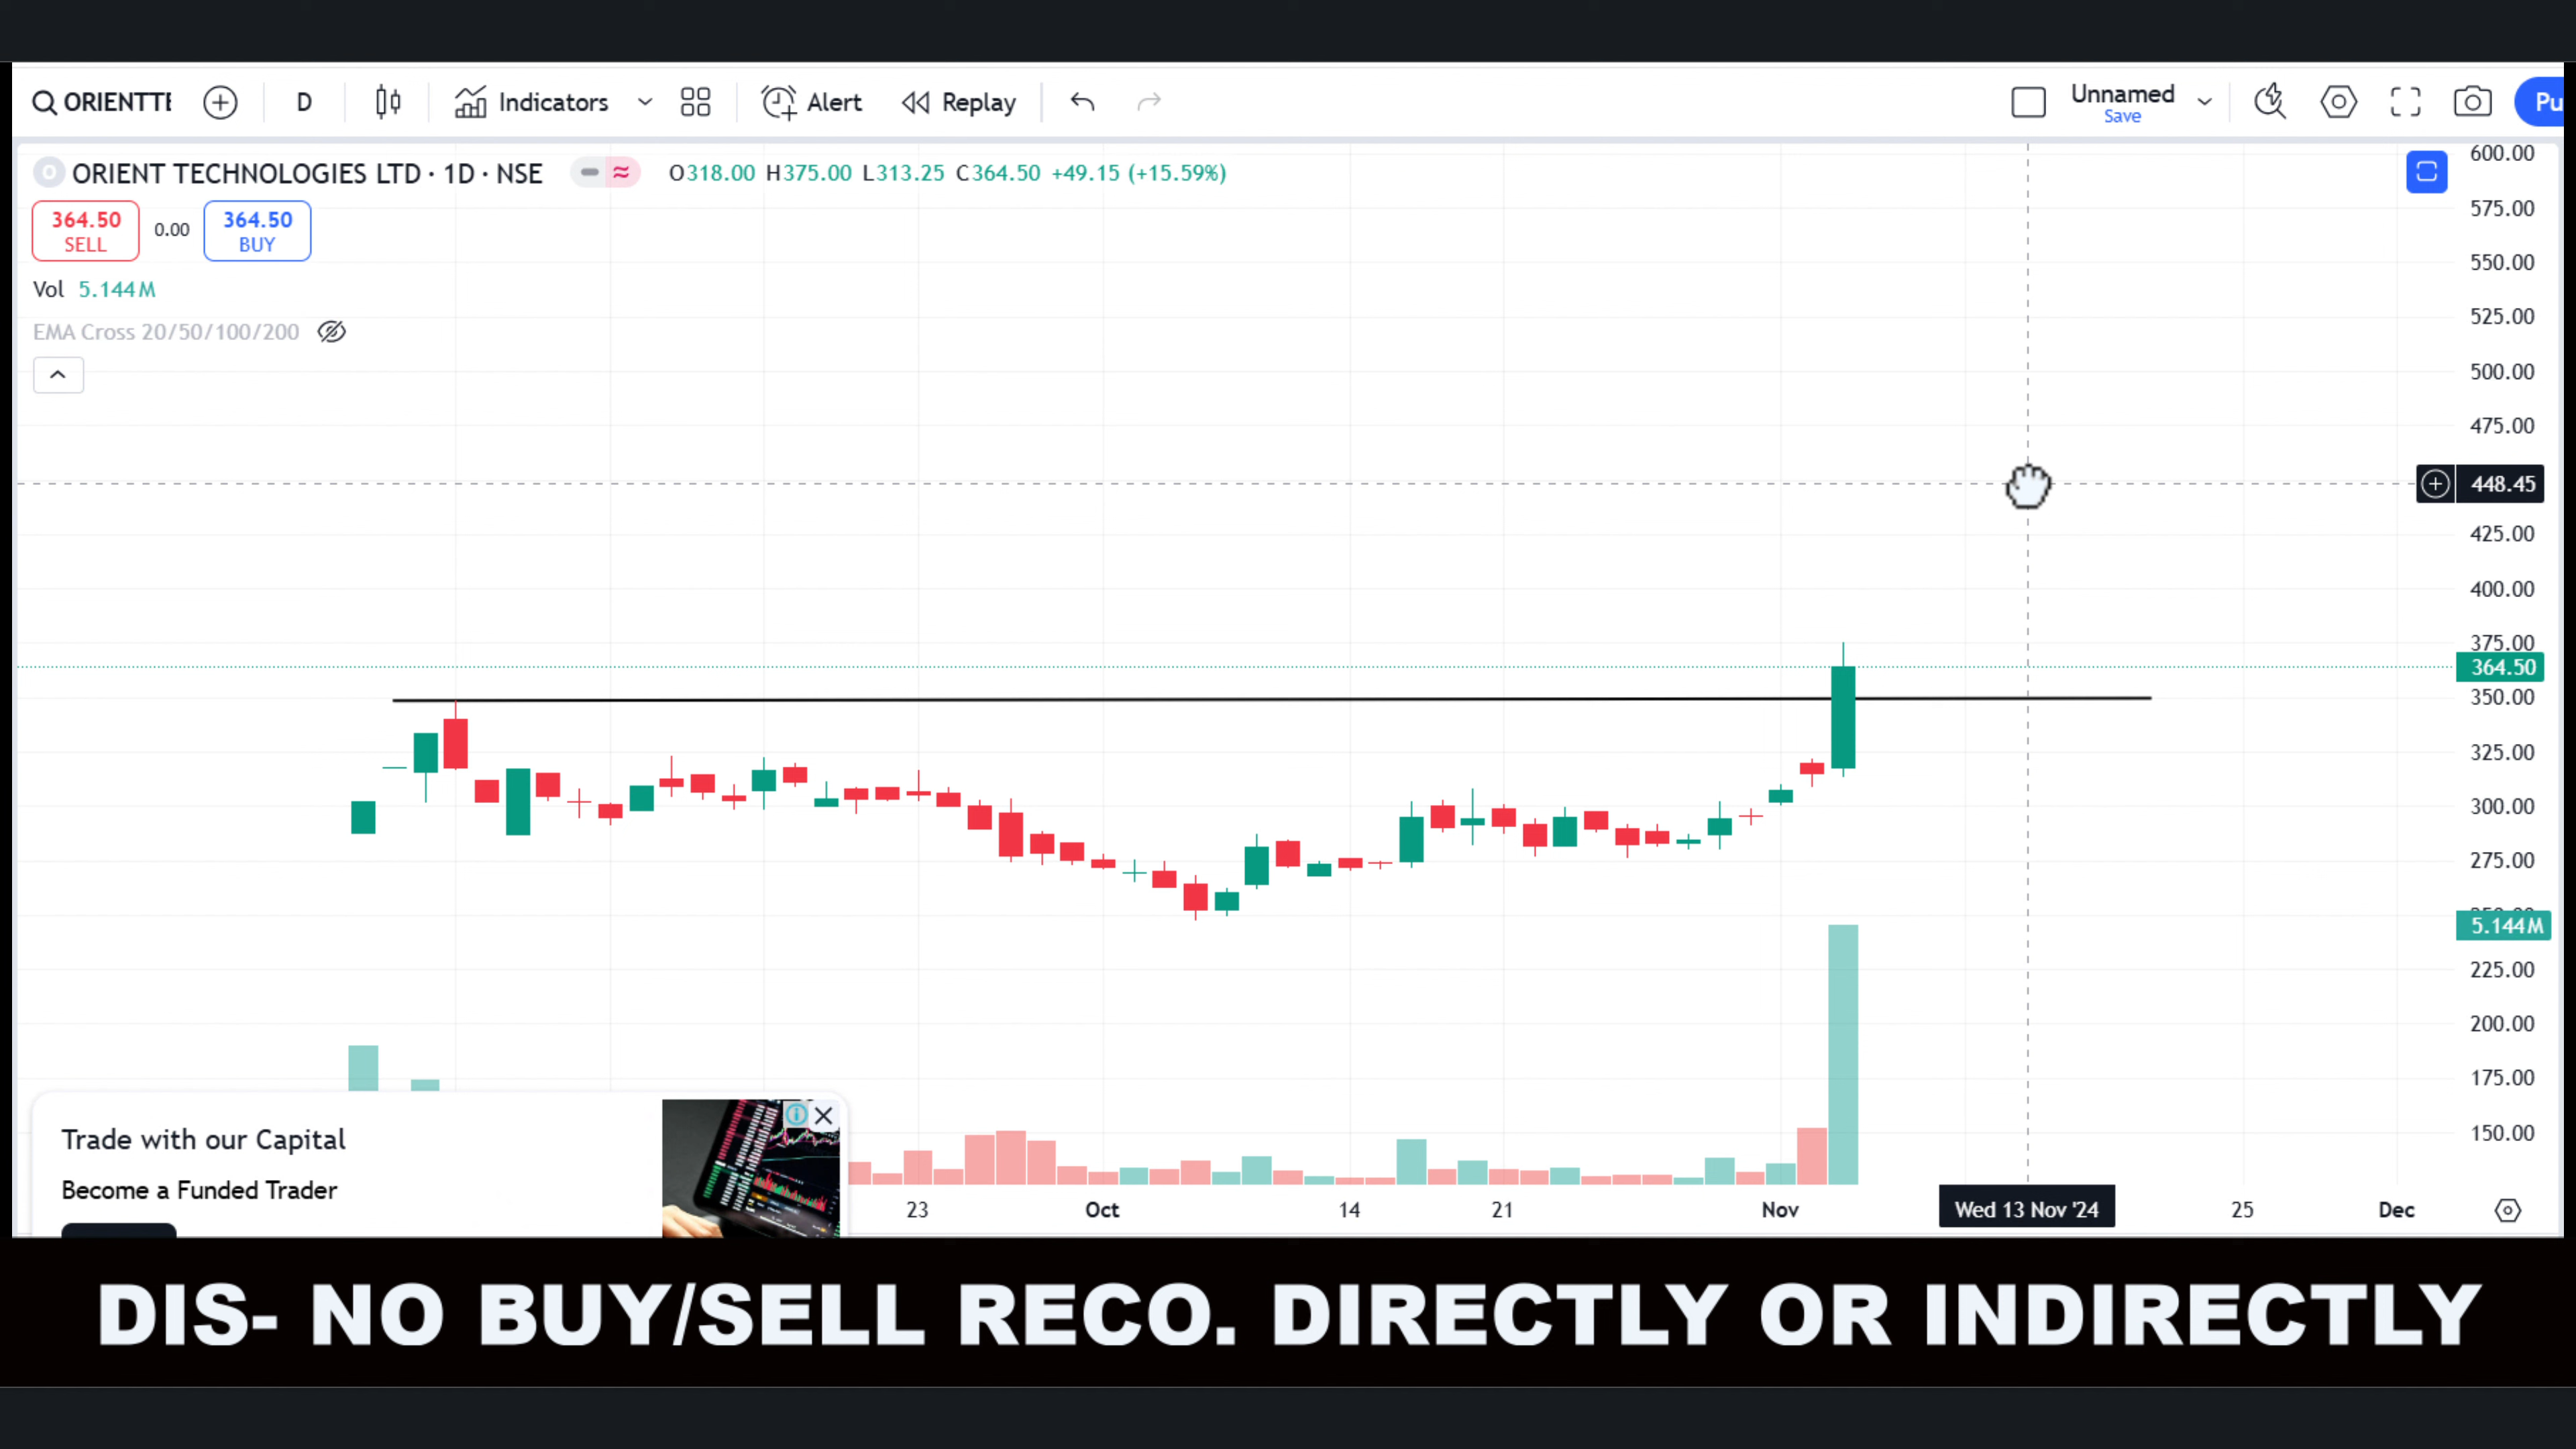 ORIENTTE D Indicators Alert Replay Unnamed Pu
Save
O ORIENT TECHNOLOGIES LTD · 1D · NSE O318.00 H375.00 L313.25 C364.50 +49.15 (+15.59%)
364.50 0.00 364.50
SELL BUY
Vol 5.144M
EMA Cross 20/50/100/200
600.00
575.00
550.00
525.00
500.00
475.00
448.45
425.00
400.00
375.00
364.50
350.00
325.00
300.00
275.00
5.144M
225.00
200.00
175.00
150.00
Trade with our Capital
Become a Funded Trader
23 Oct 14 21 Nov Wed 13 Nov '24 25 Dec
DIS- NO BUY/SELL RECO. DIRECTLY OR INDIRECTLY